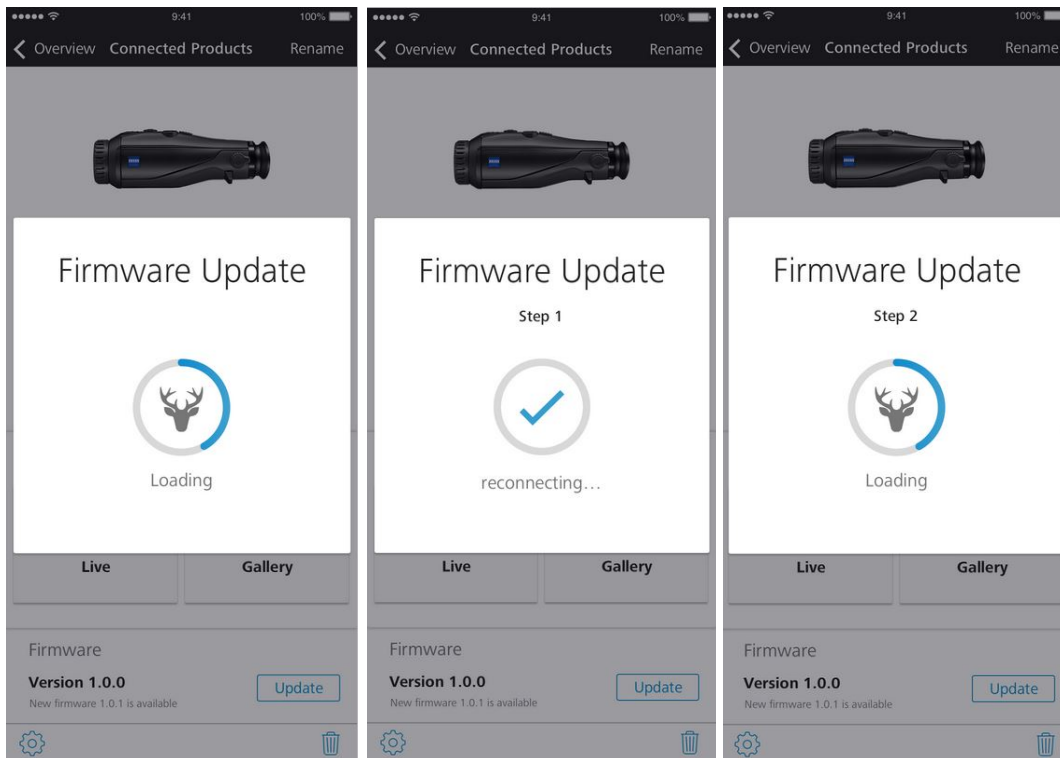 9:41 100%
Overview Connected Products Rename
Firmware Update
Loading
Live Gallery
Firmware
Version 1.0.0 Update
New firmware 1.0.1 is available
9:41 100%
Overview Connected Products Rename
Firmware Update
Step 1
reconnecting...
Live Gallery
Firmware
Version 1.0.0 Update
New firmware 1.0.1 is available
9:41 100%
Overview Connected Products Rename
Firmware Update
Step 2
Loading
Live Gallery
Firmware
Version 1.0.0 Update
New firmware 1.0.1 is available